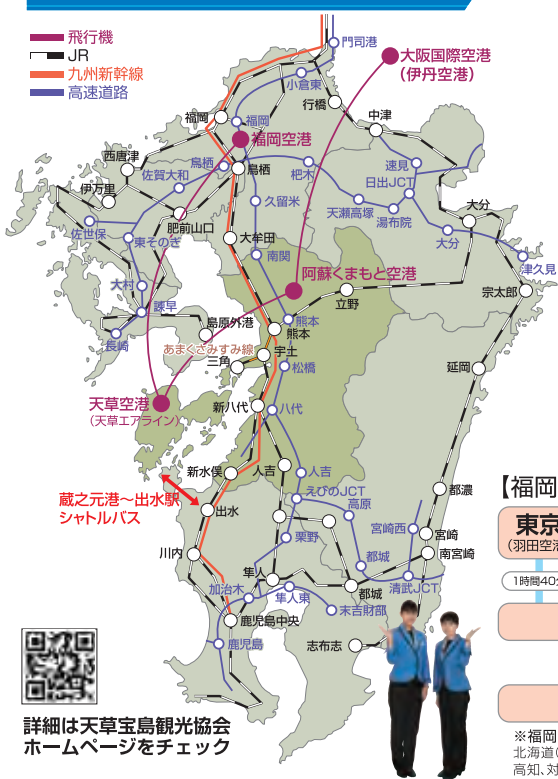 飛行機
JR
九州新幹線
高速道路
門司港
大阪国際空港
（伊丹空港）
小倉東
行橋
福岡
福岡
中津
福岡空港
西唐津
鳥栖
鳥栖
杷木
速見
佐賀大和
日出JCT
伊万里
久留米
天瀬高塚
湯布院
大分
肥前山口
佐世保
東そのぎ
大牟田
大分
南関
津久見
阿蘇くまもと空港
大村
立野
宗太郎
諫早
島原外港
熊本
熊本
長崎
あまくさみすみ線
宇土
三角
松橋
延岡
天草空港
（天草エアライン）
新八代
八代
新水俣
人吉
人吉
蔵之元港〜出水駅
シャトルバス
えびのJCT
都濃
【福岡
出水
高原
東京
（羽田空港
宮崎西
宮崎
栗野
川内
南宮崎
都城
1時間40分
隼人
加治木
隼人東
都城
清武JCT
末吉財部
鹿児島中央
鹿児島
志布志
詳細は天草宝島観光協会
ホームページをチェック
※福岡
北海道（
高知、対